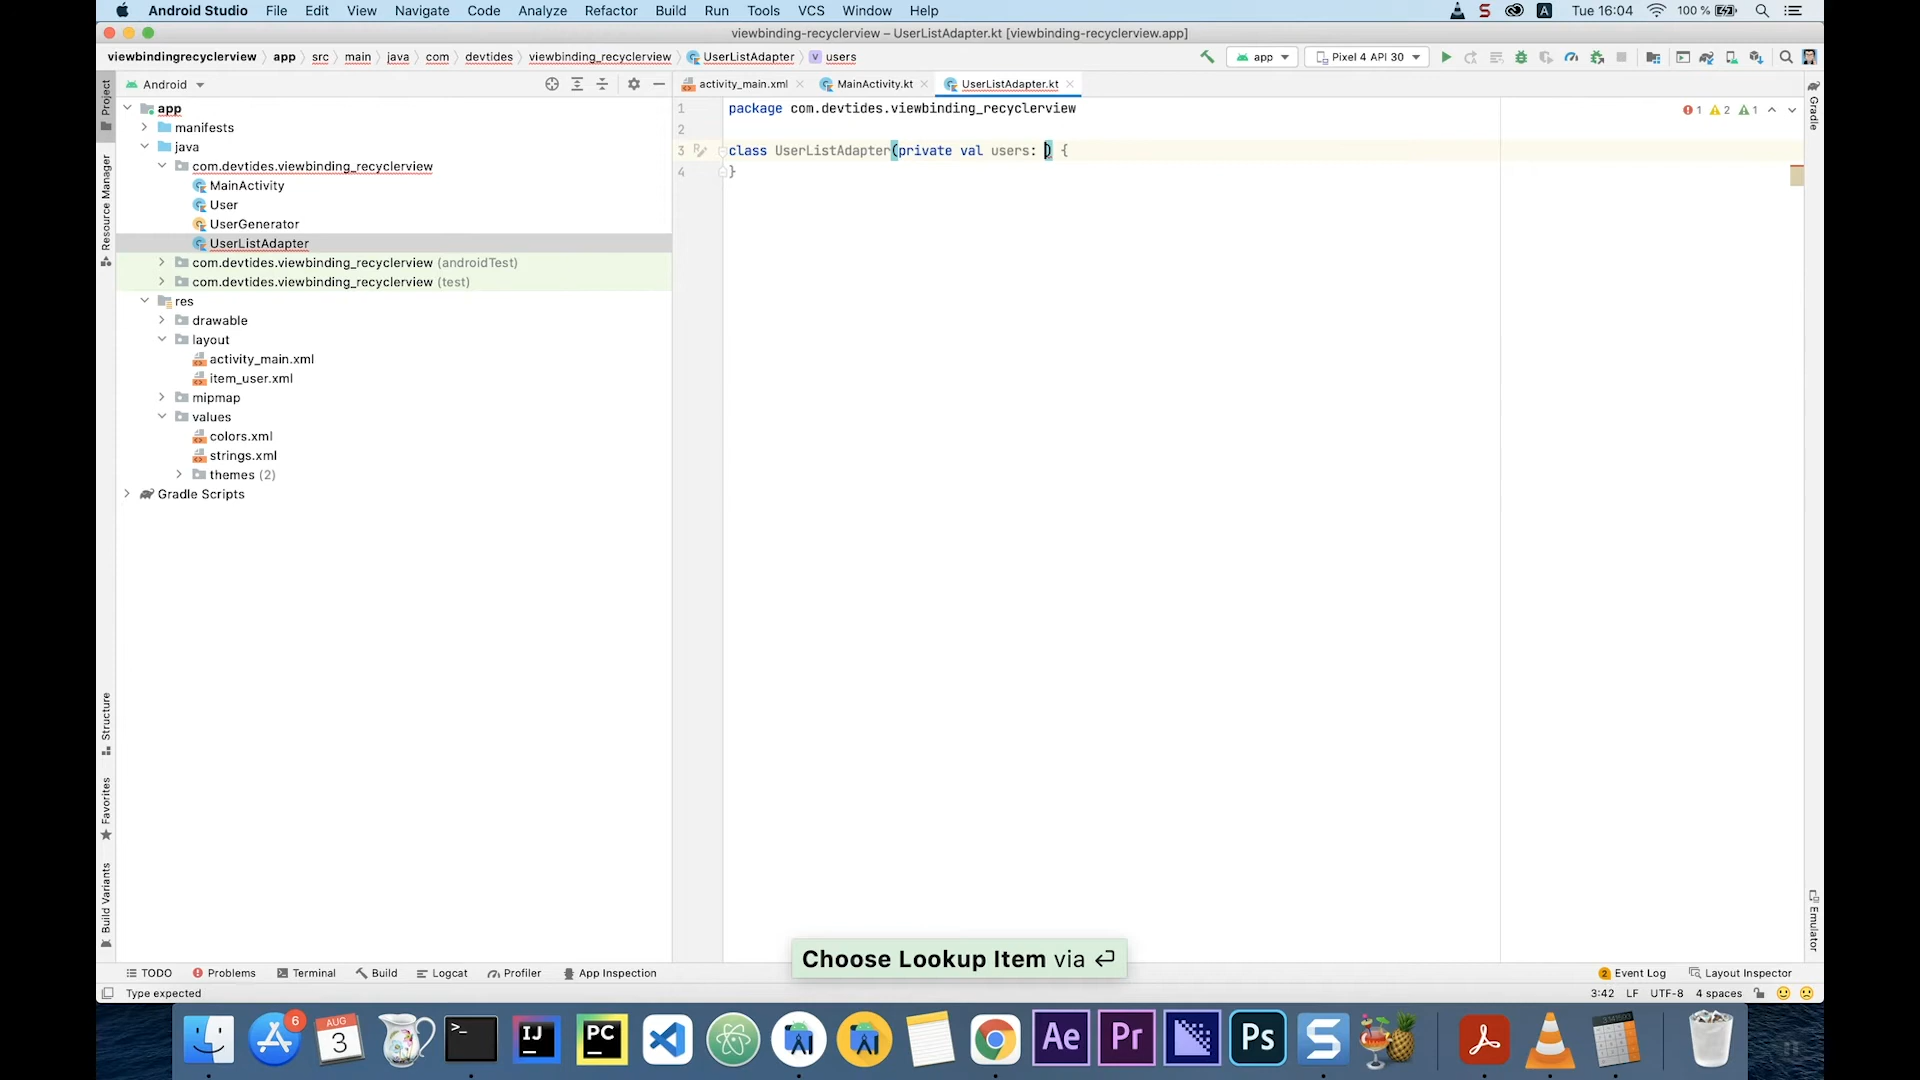 Android Studio File Edit View Navigate Code Analyze Refactor Build Run Tools VCS Window Help S A Tue 16:04 100 %
viewbinding-recyclerview – UserListAdapter.kt [viewbinding-recyclerview.app]
viewbindingrecyclerview app src main java com devtides viewbinding_recyclerview UserListAdapter v users app Pixel 4 API 30
Project
Android
activity_main.xml MainActivity.kt UserListAdapter.kt
Gradle
app
manifests
java
com.devtides.viewbinding_recyclerview
MainActivity
User
UserGenerator
UserListAdapter
com.devtides.viewbinding_recyclerview (androidTest)
com.devtides.viewbinding_recyclerview (test)
res
drawable
layout
activity_main.xml
item_user.xml
mipmap
values
colors.xml
strings.xml
themes (2)
Gradle Scripts
Resource Manager
Structure
Favorites
Build Variants
1 package com.devtides.viewbinding_recyclerview
1 2 1
2
3 class UserListAdapter(private val users: ) {
4 }
Emulator
Choose Lookup Item via ⏎
TODO Problems Terminal Build Logcat Profiler App Inspection 2 Event Log Layout Inspector
Type expected 3:42 LF UTF-8 4 spaces
6 AUG 3 >_ IJ PC Ae Pr Ps S